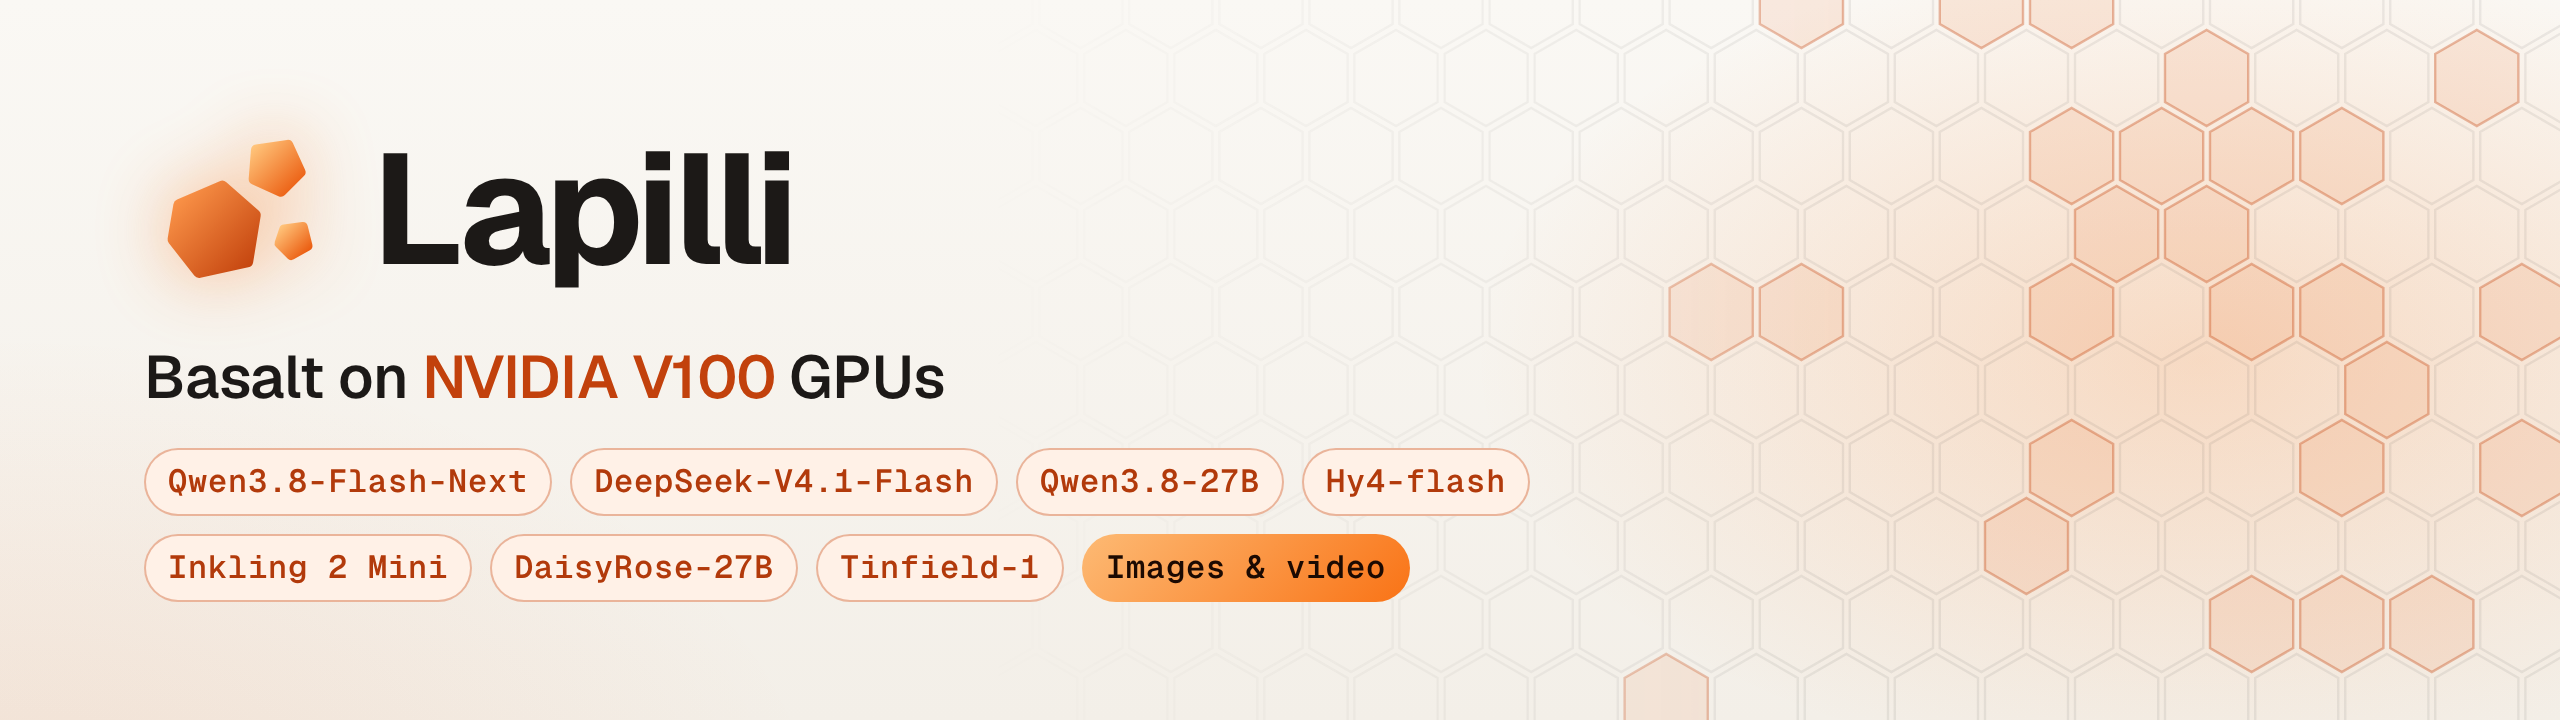 Lapilli
Basalt on NVIDIA V100 GPUs
Qwen3.8-Flash-Next DeepSeek-V4.1-Flash Qwen3.8-27B Hy4-flash
Inkling 2 Mini DaisyRose-27B Tinfield-1 Images & video